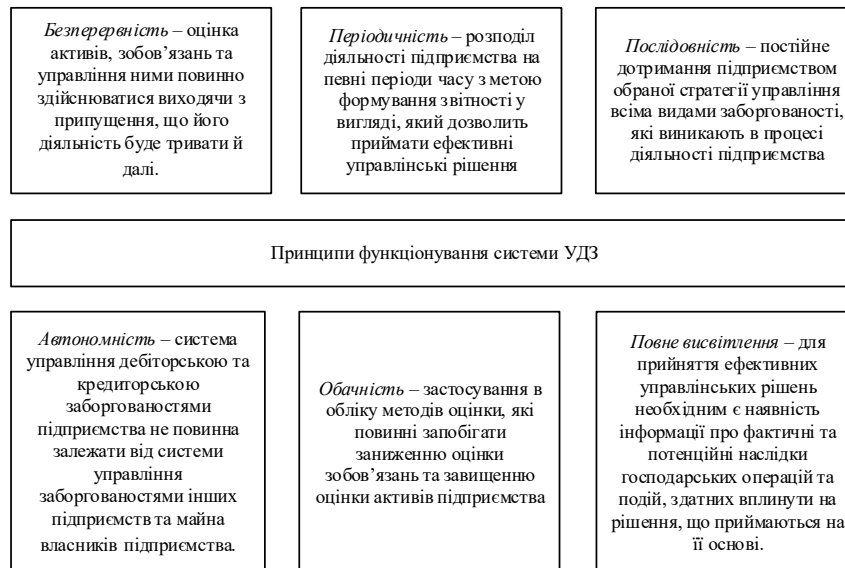 Безперервність – оцінка
активів, зобов’язань та
управління ними повинно
здійснюватися виходячи з
припущення, що його
діяльність буде тривати й
далі.
Періодичність – розподіл
діяльності підприємства на
певні періоди часу з метою
формування звітності у
вигляді, який дозволить
приймати ефективні
управлінські рішення
Послідовність – постійне
дотримання підприємством
обраної стратегії управління
всіма видами заборгованості,
які виникають в процесі
діяльності підприємства
Принципи функціонування системи УДЗ
Автономність – система
управління дебіторською та
кредиторською
заборгованостями
підприємства не повинна
залежати від системи
управління
заборгованостями інших
підприємств та майна
власників підприємства.
Обачність – застосування в
обліку методів оцінки, які
повинні запобігати
заниженню оцінки
зобов’язань та завищенню
оцінки активів підприємства
Повне висвітлення – для
прийняття ефективних
управлінських рішень
необхідним є наявність
інформації про фактичні та
потенційні наслідки
господарських операцій та
подій, здатних вплинути на
рішення, що приймаються на
її основі.